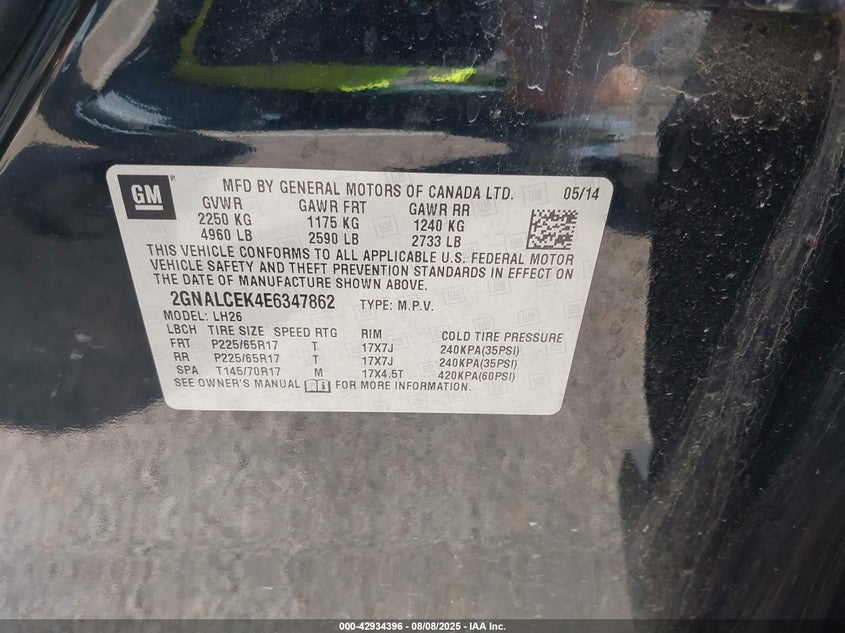 GM
MFD BY GENERAL MOTORS OF CANADA LTD. 05/14
GVWR GAWR FRT GAWR RR
2250 KG 1175 KG 1240 KG
4960 LB 2590 LB 2733 LB
THIS VEHICLE CONFORMS TO ALL APPLICABLE U.S. FEDERAL MOTOR
VEHICLE SAFETY AND THEFT PREVENTION STANDARDS IN EFFECT ON
THE DATE OF MANUFACTURE SHOWN ABOVE.
2GNALCEK4E6347862 TYPE: M.P.V.
MODEL: LH26
LBCH TIRE SIZE SPEED RTG RIM COLD TIRE PRESSURE
FRT P225/65R17 T 17X7J 240KPA(35PSI)
RR P225/65R17 T 17X7J 240KPA(35PSI)
SPA T145/70R17 M 17X4.5T 420KPA(60PSI)
SEE OWNER'S MANUAL FOR MORE INFORMATION.
000-42934396 - 08/08/2025 - IAA Inc.